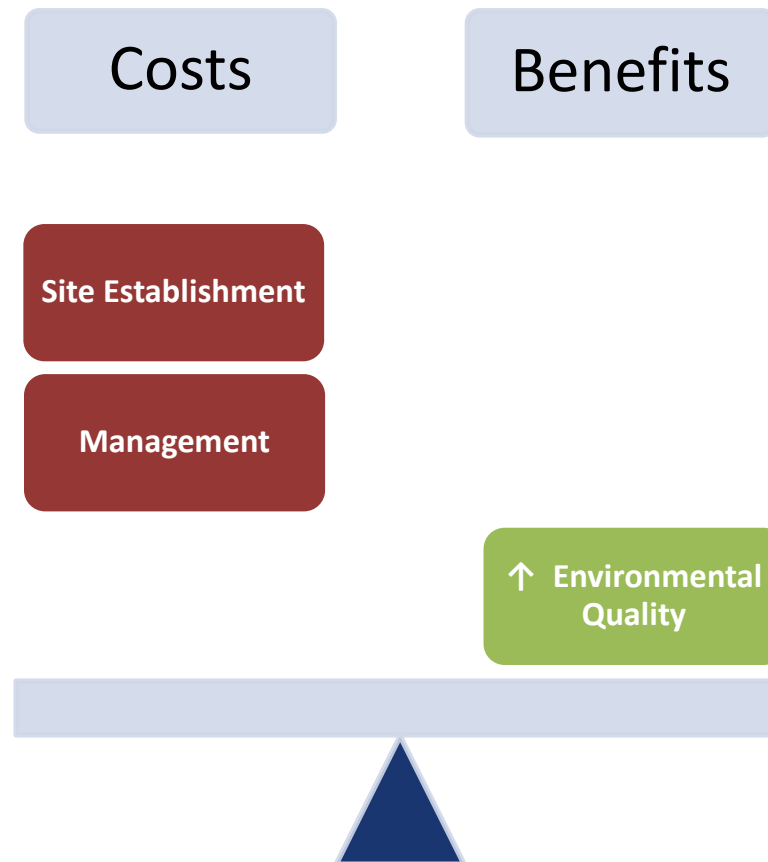 Costs
Benefits
Site Establishment
Management
↑ Environmental
Quality